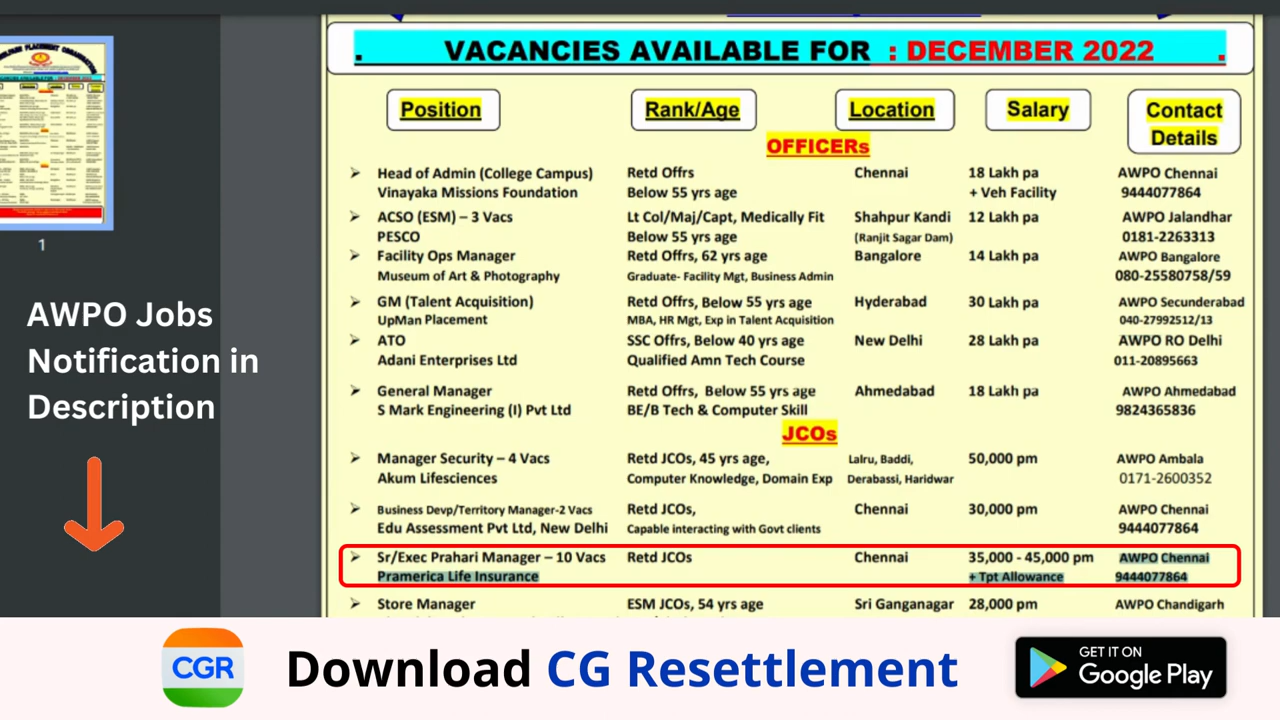 VACANCIES AVAILABLE FOR : DECEMBER 2022 .
Position Rank/Age Location Salary Contact Details
OFFICERs
➢ Head of Admin (College Campus) Retd Offrs Chennai 18 Lakh pa AWPO Chennai
Vinayaka Missions Foundation Below 55 yrs age + Veh Facility 9444077864
➢ ACSO (ESM) – 3 Vacs Lt Col/Maj/Capt, Medically Fit Shahpur Kandi 12 Lakh pa AWPO Jalandhar
PESCO Below 55 yrs age (Ranjit Sagar Dam) 0181-2263313
➢ Facility Ops Manager Retd Offrs, 62 yrs age Bangalore 14 Lakh pa AWPO Bangalore
Museum of Art & Photography Graduate- Facility Mgt, Business Admin 080-25580758/59
➢ GM (Talent Acquisition) Retd Offrs, Below 55 yrs age Hyderabad 30 Lakh pa AWPO Secunderabad
UpMan Placement MBA, HR Mgt, Exp in Talent Acquisition 040-27992512/13
➢ ATO SSC Offrs, Below 40 yrs age New Delhi 28 Lakh pa AWPO RO Delhi
Adani Enterprises Ltd Qualified Amn Tech Course 011-20895663
➢ General Manager Retd Offrs, Below 55 yrs age Ahmedabad 18 Lakh pa AWPO Ahmedabad
S Mark Engineering (I) Pvt Ltd BE/B Tech & Computer Skill 9824365836
JCOs
➢ Manager Security – 4 Vacs Retd JCOs, 45 yrs age, Lalru, Baddi, 50,000 pm AWPO Ambala
Akum Lifesciences Computer Knowledge, Domain Exp Derabassi, Haridwar 0171-2600352
➢ Business Devp/Territory Manager-2 Vacs Retd JCOs, Chennai 30,000 pm AWPO Chennai
Edu Assessment Pvt Ltd, New Delhi Capable interacting with Govt clients 9444077864
➢ Sr/Exec Prahari Manager – 10 Vacs Retd JCOs Chennai 35,000 - 45,000 pm AWPO Chennai
Pramerica Life Insurance + Tpt Allowance 9444077864
➢ Store Manager ESM JCOs, 54 yrs age Sri Ganganagar 28,000 pm AWPO Chandigarh
1
AWPO Jobs
Notification in
Description
CGR
Download CG Resettlement
GET IT ON
Google Play